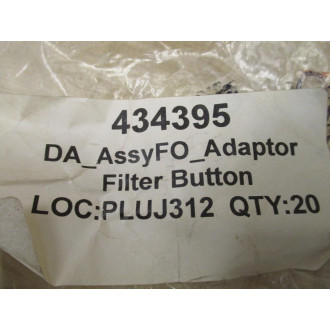 434395
DA_AssyFO_Adaptor
Filter Button
LOC:PLUJ312 QTY:20